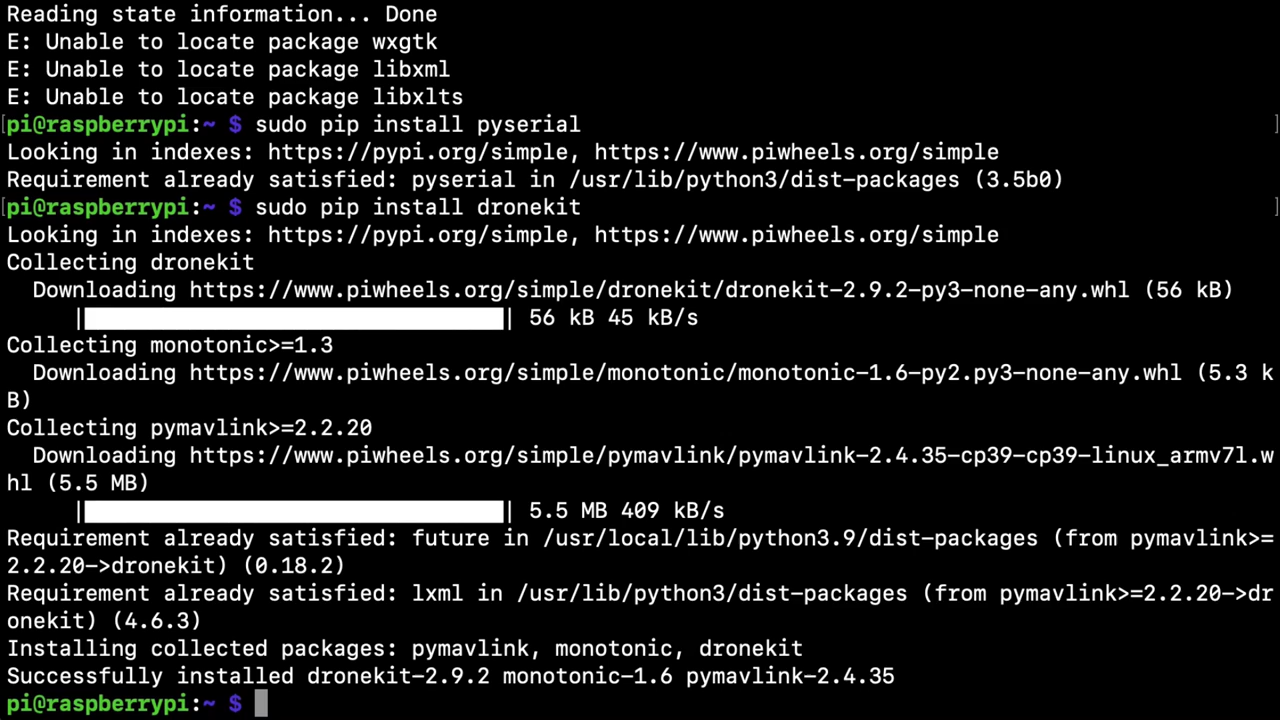 Reading state information... Done
E: Unable to locate package wxgtk
E: Unable to locate package libxml
E: Unable to locate package libxlts
[pi@raspberrypi:~ $ sudo pip install pyserial ]
Looking in indexes: https://pypi.org/simple, https://www.piwheels.org/simple
Requirement already satisfied: pyserial in /usr/lib/python3/dist-packages (3.5b0)
[pi@raspberrypi:~ $ sudo pip install dronekit ]
Looking in indexes: https://pypi.org/simple, https://www.piwheels.org/simple
Collecting dronekit
  Downloading https://www.piwheels.org/simple/dronekit/dronekit-2.9.2-py3-none-any.whl (56 kB)
|| 56 kB 45 kB/s
Collecting monotonic>=1.3
  Downloading https://www.piwheels.org/simple/monotonic/monotonic-1.6-py2.py3-none-any.whl (5.3 k
B)
Collecting pymavlink>=2.2.20
  Downloading https://www.piwheels.org/simple/pymavlink/pymavlink-2.4.35-cp39-cp39-linux_armv7l.w
hl (5.5 MB)
|| 5.5 MB 409 kB/s
Requirement already satisfied: future in /usr/local/lib/python3.9/dist-packages (from pymavlink>=
2.2.20->dronekit) (0.18.2)
Requirement already satisfied: lxml in /usr/lib/python3/dist-packages (from pymavlink>=2.2.20->dr
onekit) (4.6.3)
Installing collected packages: pymavlink, monotonic, dronekit
Successfully installed dronekit-2.9.2 monotonic-1.6 pymavlink-2.4.35
pi@raspberrypi:~ $